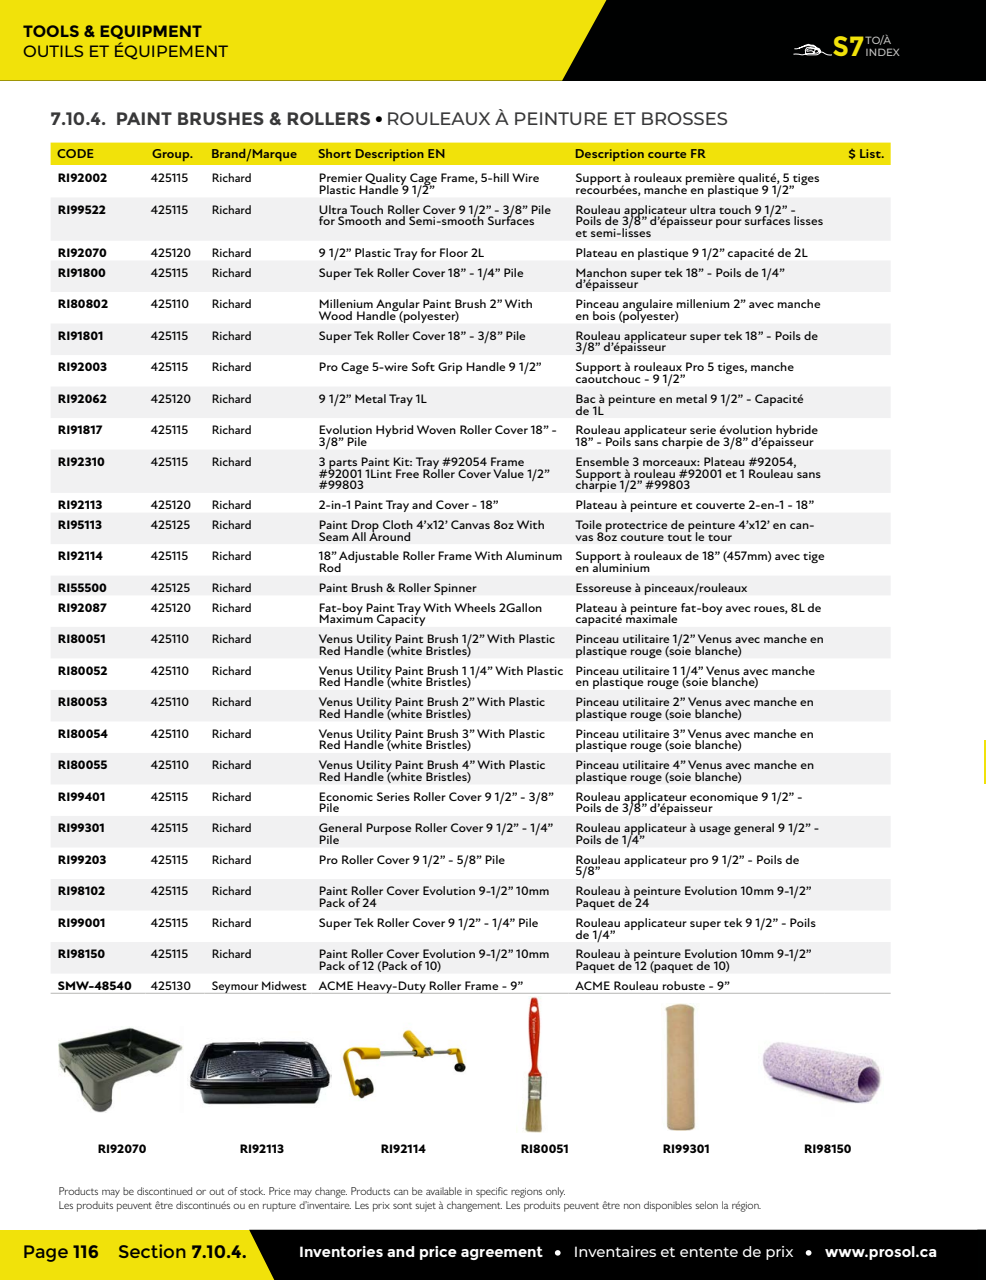 TOOLS & EQUIPMENT
OUTILS ET ÉQUIPEMENT
S7 TO/À INDEX
7.10.4. PAINT BRUSHES & ROLLERS • ROULEAUX À PEINTURE ET BROSSES
CODE Group. Brand/Marque Short Description EN Description courte FR $ List.
RI92002 425115 Richard Premier Quality Cage Frame, 5-hill Wire Support à rouleaux première qualité, 5 tiges
Plastic Handle 9 1/2” recourbées, manche en plastique 9 1/2”
RI99522 425115 Richard Ultra Touch Roller Cover 9 1/2” - 3/8” Pile Rouleau applicateur ultra touch 9 1/2” -
for Smooth and Semi-smooth Surfaces Poils de 3/8” d’épaisseur pour surfaces lisses
et semi-lisses
RI92070 425120 Richard 9 1/2” Plastic Tray for Floor 2L Plateau en plastique 9 1/2” capacité de 2L
RI91800 425115 Richard Super Tek Roller Cover 18” - 1/4” Pile Manchon super tek 18” - Poils de 1/4”
d’épaisseur
RI80802 425110 Richard Millenium Angular Paint Brush 2” With Pinceau angulaire millenium 2” avec manche
Wood Handle (polyester) en bois (polyester)
RI91801 425115 Richard Super Tek Roller Cover 18” - 3/8” Pile Rouleau applicateur super tek 18” - Poils de
3/8” d’épaisseur
RI92003 425115 Richard Pro Cage 5-wire Soft Grip Handle 9 1/2” Support à rouleaux Pro 5 tiges, manche
caoutchouc - 9 1/2”
RI92062 425120 Richard 9 1/2” Metal Tray 1L Bac à peinture en metal 9 1/2” - Capacité
de 1L
RI91817 425115 Richard Evolution Hybrid Woven Roller Cover 18” - Rouleau applicateur serie évolution hybride
3/8” Pile 18” - Poils sans charpie de 3/8” d’épaisseur
RI92310 425115 Richard 3 parts Paint Kit: Tray #92054 Frame Ensemble 3 morceaux: Plateau #92054,
#92001 1Lint Free Roller Cover Value 1/2” Support à rouleau #92001 et 1 Rouleau sans
#99803 charpie 1/2” #99803
RI92113 425120 Richard 2-in-1 Paint Tray and Cover - 18” Plateau à peinture et couverte 2-en-1 - 18”
RI95113 425125 Richard Paint Drop Cloth 4’x12’ Canvas 8oz With Toile protectrice de peinture 4’x12’ en can-
Seam All Around vas 8oz couture tout le tour
RI92114 425115 Richard 18” Adjustable Roller Frame With Aluminum Support à rouleaux de 18” (457mm) avec tige
Rod en aluminium
RI55500 425125 Richard Paint Brush & Roller Spinner Essoreuse à pinceaux/rouleaux
RI92087 425120 Richard Fat-boy Paint Tray With Wheels 2Gallon Plateau à peinture fat-boy avec roues, 8L de
Maximum Capacity capacité maximale
RI80051 425110 Richard Venus Utility Paint Brush 1/2” With Plastic Pinceau utilitaire 1/2” Venus avec manche en
Red Handle (white Bristles) plastique rouge (soie blanche)
RI80052 425110 Richard Venus Utility Paint Brush 1 1/4” With Plastic Pinceau utilitaire 1 1/4” Venus avec manche
Red Handle (white Bristles) en plastique rouge (soie blanche)
RI80053 425110 Richard Venus Utility Paint Brush 2” With Plastic Pinceau utilitaire 2” Venus avec manche en
Red Handle (white Bristles) plastique rouge (soie blanche)
RI80054 425110 Richard Venus Utility Paint Brush 3” With Plastic Pinceau utilitaire 3” Venus avec manche en
Red Handle (white Bristles) plastique rouge (soie blanche)
RI80055 425110 Richard Venus Utility Paint Brush 4” With Plastic Pinceau utilitaire 4” Venus avec manche en
Red Handle (white Bristles) plastique rouge (soie blanche)
RI99401 425115 Richard Economic Series Roller Cover 9 1/2” - 3/8” Rouleau applicateur economique 9 1/2” -
Pile Poils de 3/8” d’épaisseur
RI99301 425115 Richard General Purpose Roller Cover 9 1/2” - 1/4” Rouleau applicateur à usage general 9 1/2” -
Pile Poils de 1/4”
RI99203 425115 Richard Pro Roller Cover 9 1/2” - 5/8” Pile Rouleau applicateur pro 9 1/2” - Poils de
5/8”
RI98102 425115 Richard Paint Roller Cover Evolution 9-1/2” 10mm Rouleau à peinture Evolution 10mm 9-1/2”
Pack of 24 Paquet de 24
RI99001 425115 Richard Super Tek Roller Cover 9 1/2” - 1/4” Pile Rouleau applicateur super tek 9 1/2” - Poils
de 1/4”
RI98150 425115 Richard Paint Roller Cover Evolution 9-1/2” 10mm Rouleau à peinture Evolution 10mm 9-1/2”
Pack of 12 (Pack of 10) Paquet de 12 (paquet de 10)
SMW-48540 425130 Seymour Midwest ACME Heavy-Duty Roller Frame - 9” ACME Rouleau robuste - 9”
RI92070 RI92113 RI92114 RI80051 RI99301 RI98150
Products may be discontinued or out of stock. Price may change. Products can be available in specific regions only.
Les produits peuvent être discontinués ou en rupture d’inventaire. Les prix sont sujet à changement. Les produits peuvent être non disponibles selon la région.
Page 116 Section 7.10.4. Inventories and price agreement • Inventaires et entente de prix • www.prosol.ca